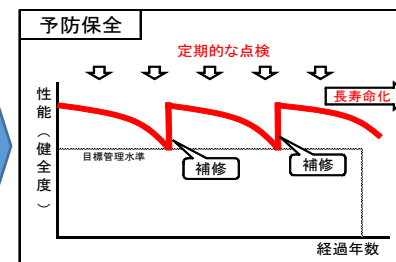 予防保全
定期的な点検
長寿命化
性能（健全度）
目標管理水準
補修
補修
経過年数